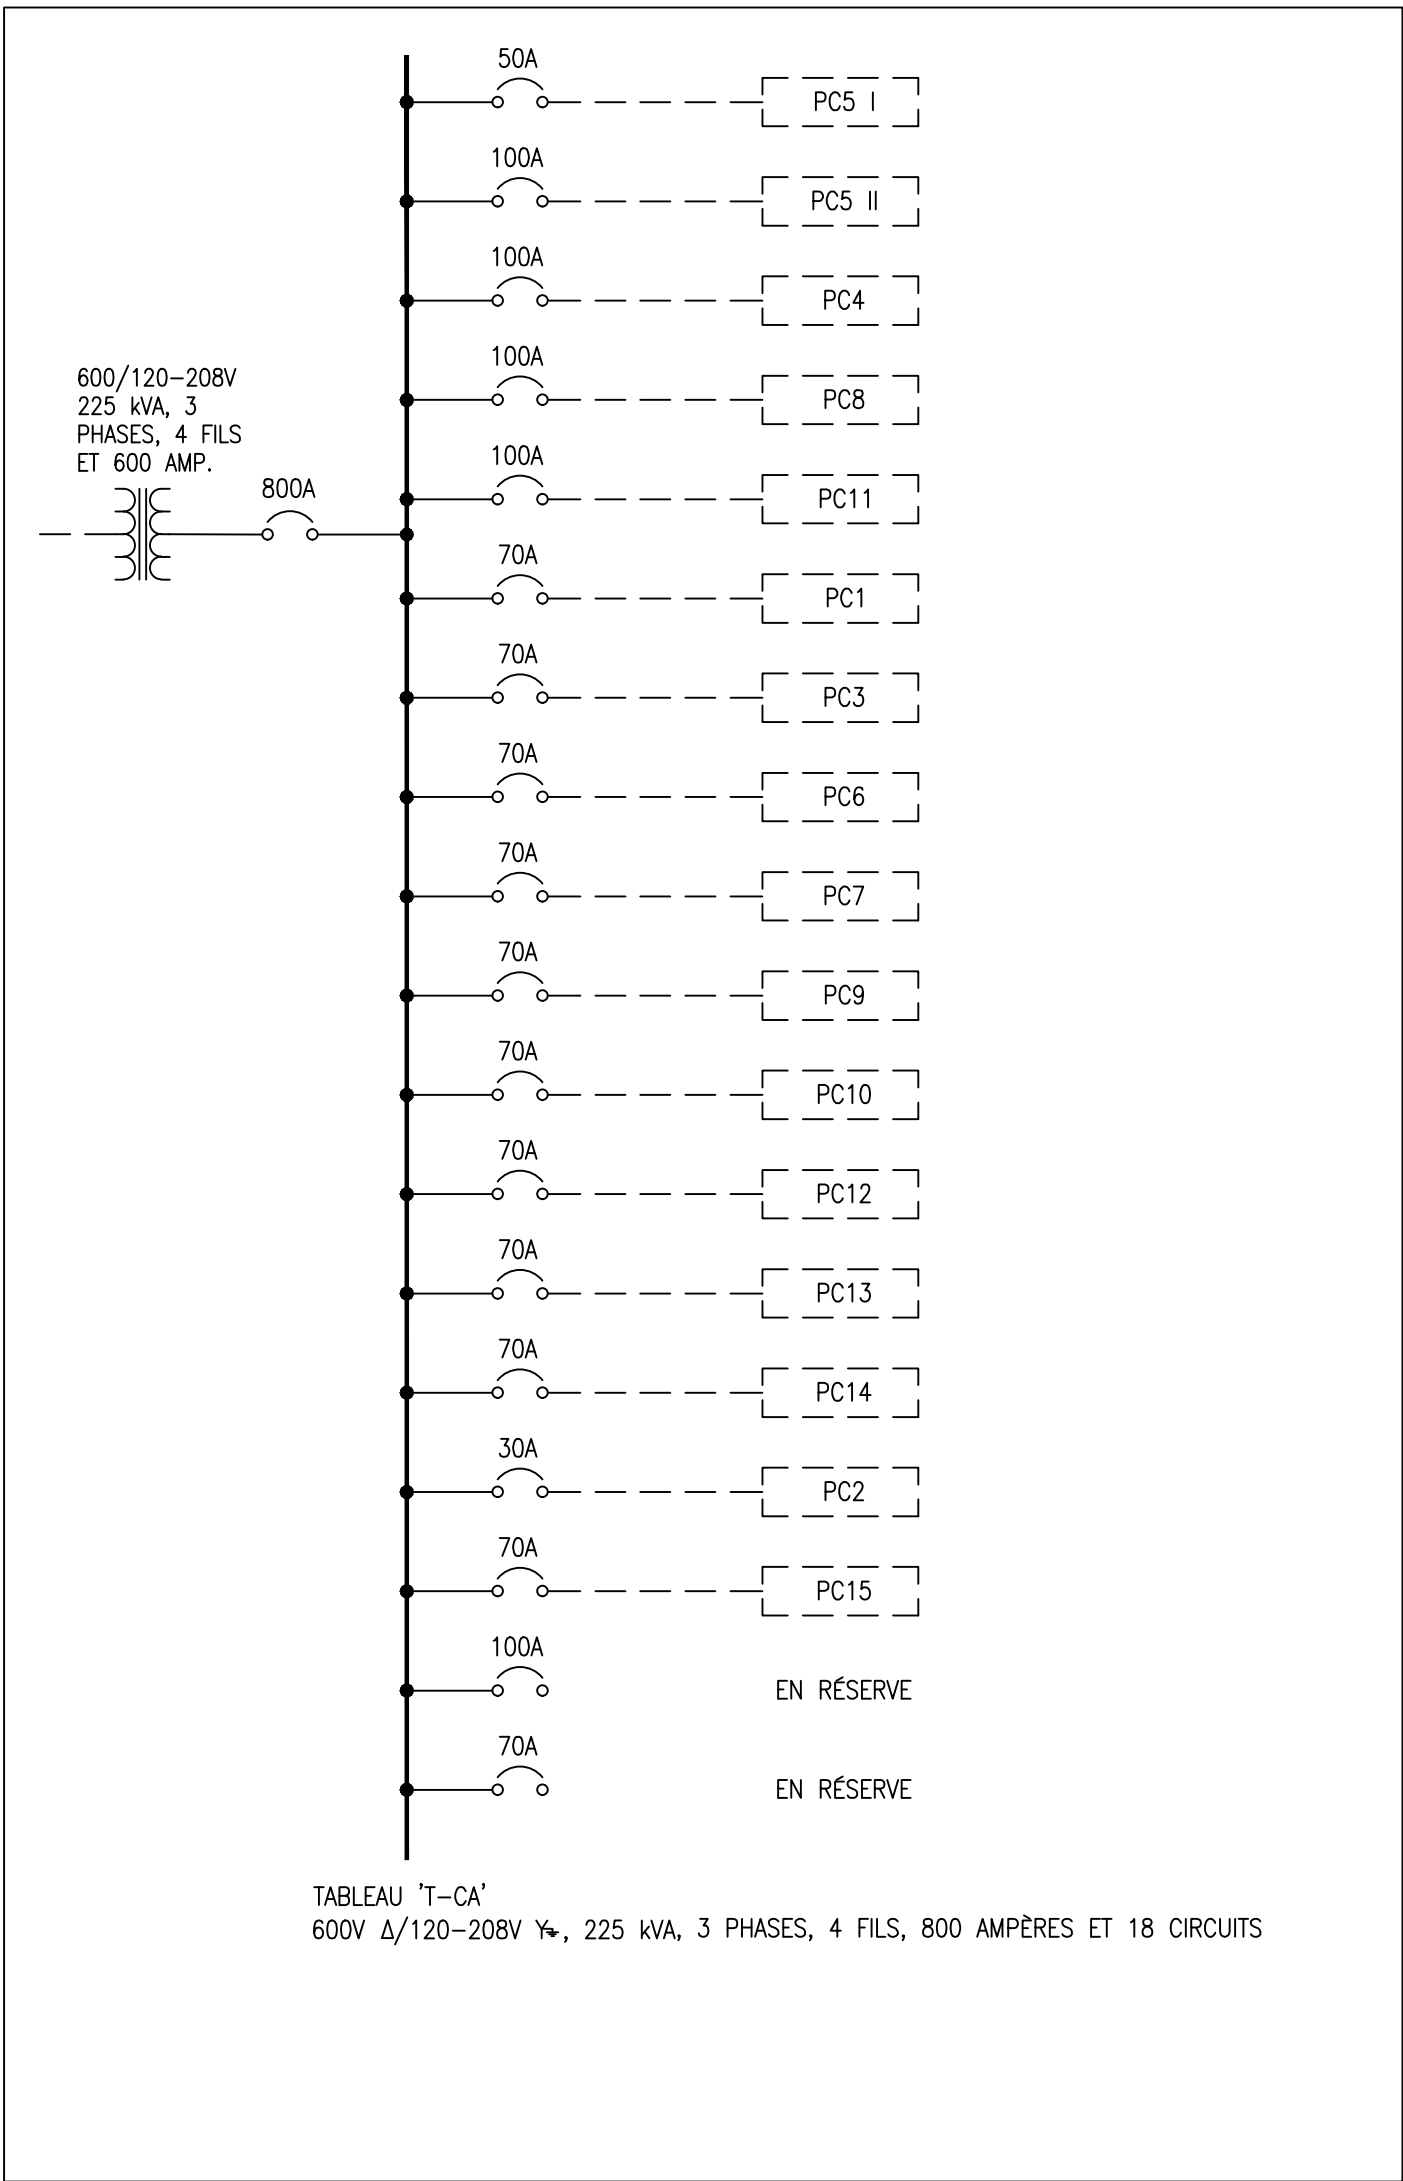 50A
PC5 I
100A
PC5 II
100A
PC4
100A
PC8
600/120-208V
225 kVA, 3
PHASES, 4 FILS
ET 600 AMP.
800A
100A
PC11
70A
PC1
70A
PC3
70A
PC6
70A
PC7
70A
PC9
70A
PC10
70A
PC12
70A
PC13
70A
PC14
30A
PC2
70A
PC15
100A
EN RÉSERVE
70A
EN RÉSERVE
TABLEAU 'T-CA'
600V Δ/120-208V Y⏚, 225 kVA, 3 PHASES, 4 FILS, 800 AMPÈRES ET 18 CIRCUITS